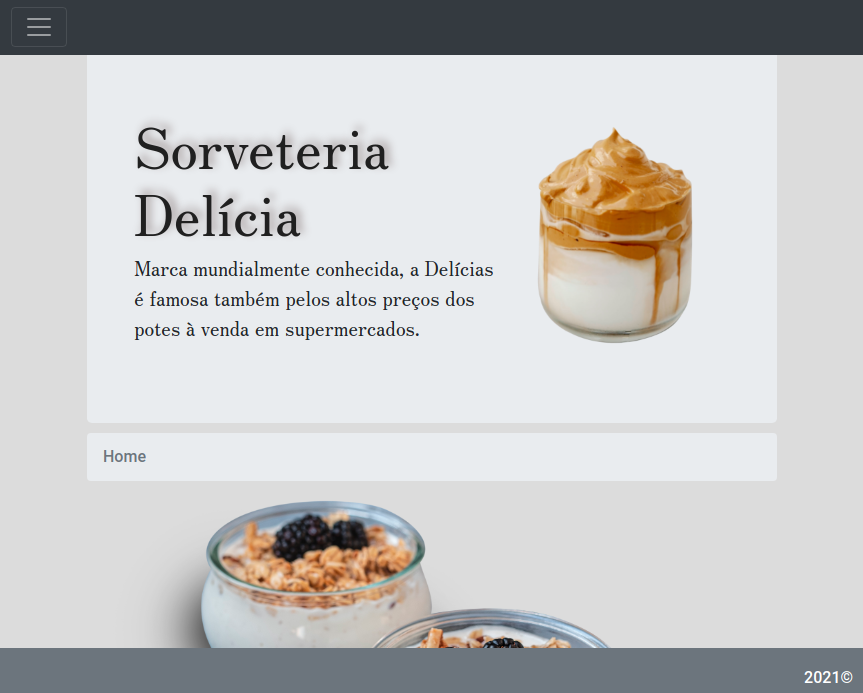 Sorveteria
Delícia
Marca mundialmente conhecida, a Delícias
é famosa também pelos altos preços dos
potes à venda em supermercados.
Home
2021©